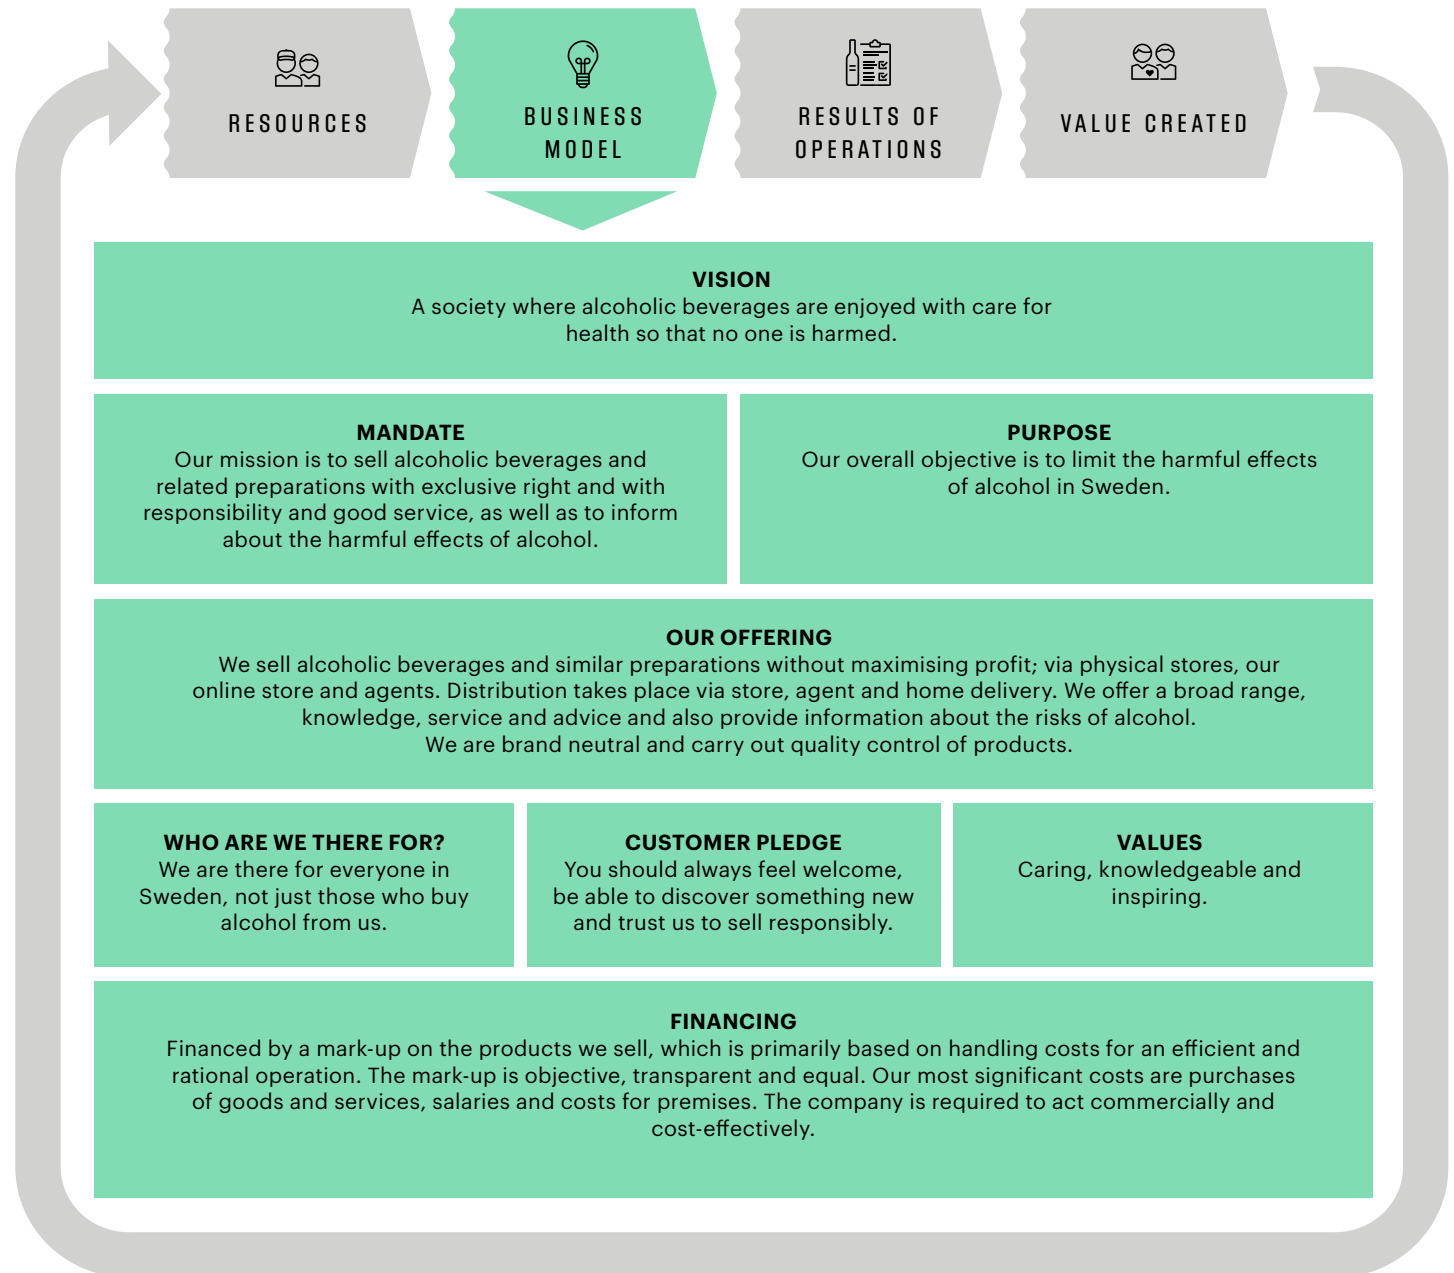 RESOURCES
BUSINESS
MODEL
RESULTS OF
OPERATIONS
VALUE CREATED
VISION
A society where alcoholic beverages are enjoyed with care for
health so that no one is harmed.
MANDATE
Our mission is to sell alcoholic beverages and
related preparations with exclusive right and with
responsibility and good service, as well as to inform
about the harmful effects of alcohol.
PURPOSE
Our overall objective is to limit the harmful effects
of alcohol in Sweden.
OUR OFFERING
We sell alcoholic beverages and similar preparations without maximising profit; via physical stores, our
online store and agents. Distribution takes place via store, agent and home delivery. We offer a broad range,
knowledge, service and advice and also provide information about the risks of alcohol.
We are brand neutral and carry out quality control of products.
WHO ARE WE THERE FOR?
We are there for everyone in
Sweden, not just those who buy
alcohol from us.
CUSTOMER PLEDGE
You should always feel welcome,
be able to discover something new
and trust us to sell responsibly.
VALUES
Caring, knowledgeable and
inspiring.
FINANCING
Financed by a mark-up on the products we sell, which is primarily based on handling costs for an efficient and
rational operation. The mark-up is objective, transparent and equal. Our most significant costs are purchases
of goods and services, salaries and costs for premises. The company is required to act commercially and
cost-effectively.